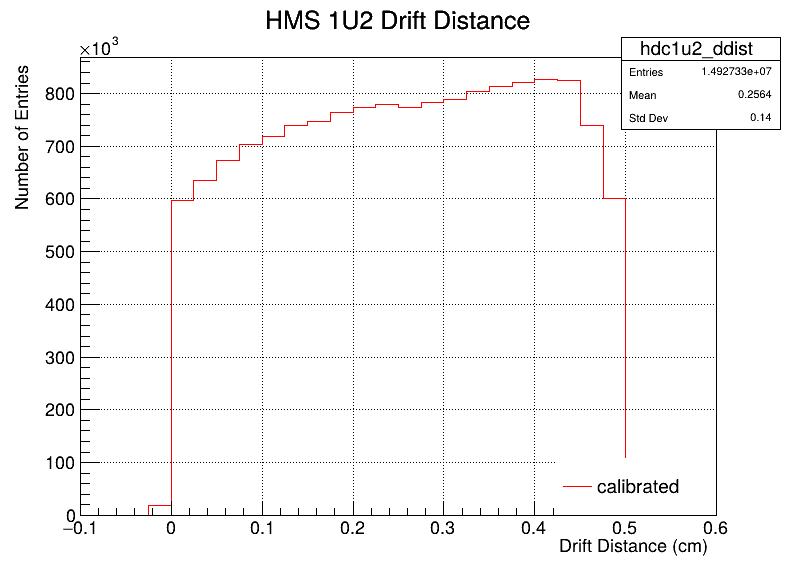 HMS 1U2 Drift Distance
×10³
hdc1u2_ddist
Entries 1.492733e+07
Mean 0.2564
Std Dev 0.14
Number of Entries
800
700
600
500
400
300
200
100
0
calibrated
−0.1 0 0.1 0.2 0.3 0.4 0.5 0.6
Drift Distance (cm)